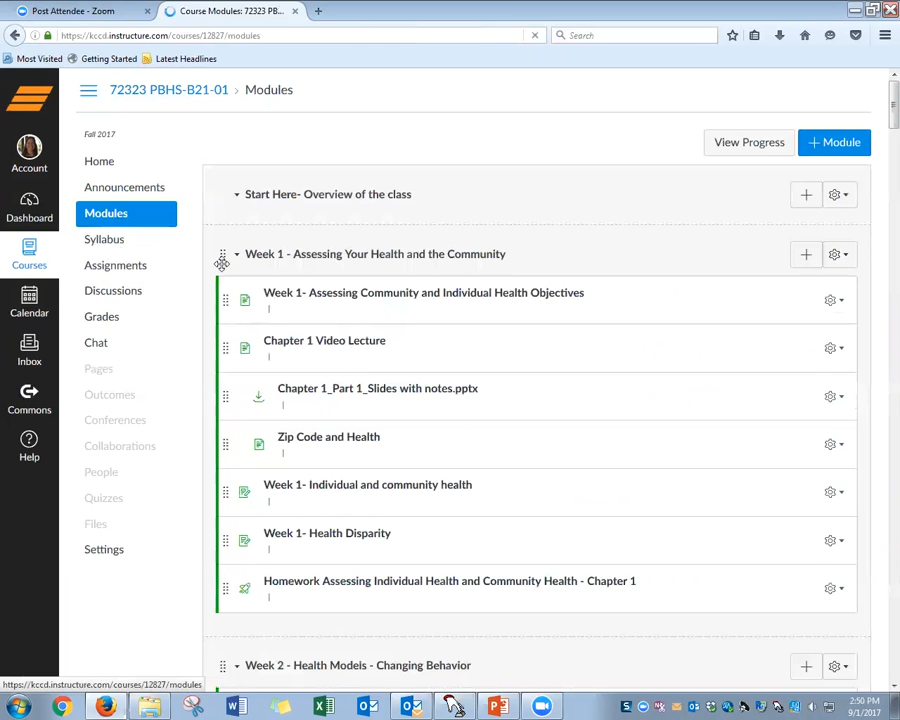 Post Attendee - Zoom
Course Modules: 72323 PB...
https://kccd.instructure.com/courses/12827/modules
Search
Most Visited
Getting Started
Latest Headlines
72323 PBHS-B21-01 › Modules
Fall 2017
View Progress
+ Module
Account
Dashboard
Courses
Calendar
Inbox
Commons
Help
Home
Announcements
Modules
Syllabus
Assignments
Discussions
Grades
Chat
Pages
Outcomes
Conferences
Collaborations
People
Quizzes
Files
Settings
Start Here- Overview of the class
Week 1 - Assessing Your Health and the Community
Week 1- Assessing Community and Individual Health Objectives
|
Chapter 1 Video Lecture
|
Chapter 1_Part 1_Slides with notes.pptx
|
Zip Code and Health
|
Week 1- Individual and community health
|
Week 1- Health Disparity
|
Homework Assessing Individual Health and Community Health - Chapter 1
|
Week 2 - Health Models - Changing Behavior
https://kccd.instructure.com/courses/12827/modules
2:50 PM
9/1/2017